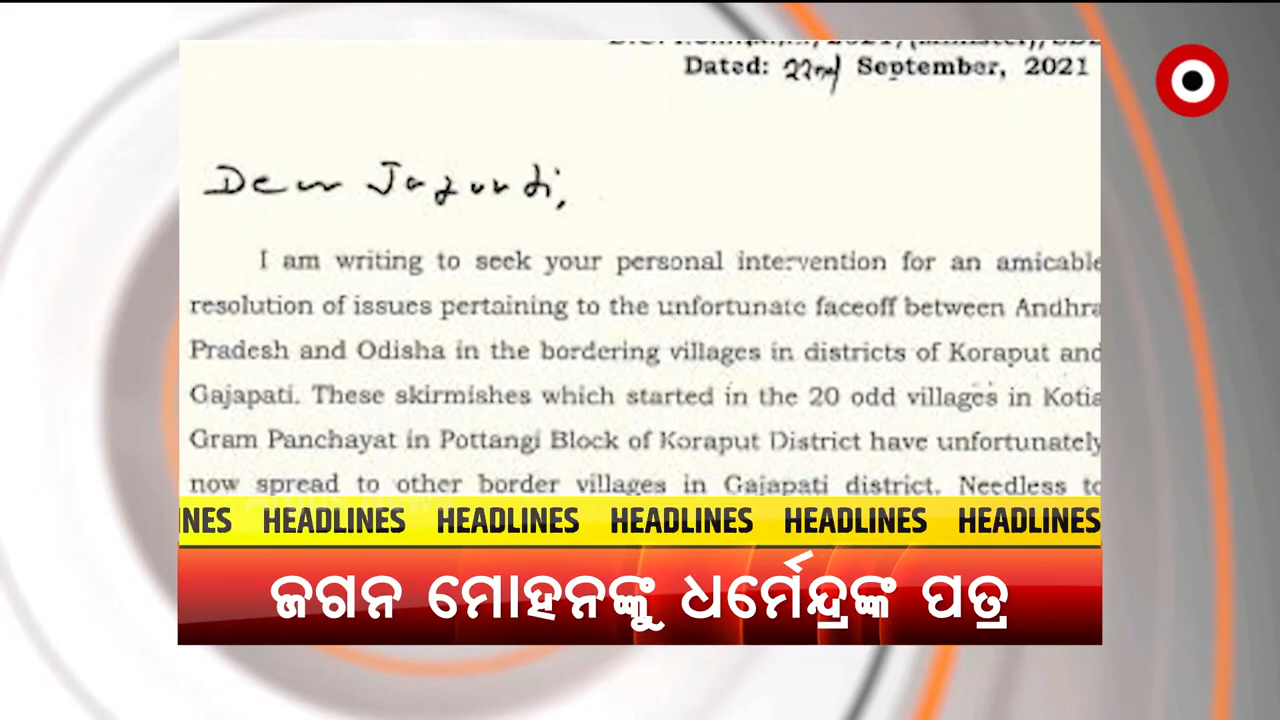 Dated: 22nd September, 2021
Dear Jaganji,
I am writing to seek your personal intervention for an amicable
resolution of issues pertaining to the unfortunate faceoff between Andhra
Pradesh and Odisha in the bordering villages in districts of Koraput and
Gajapati. These skirmishes which started in the 20 odd villages in Kotia
Gram Panchayat in Pottangi Block of Koraput District have unfortunately
now spread to other border villages in Gajapati district. Needless to
INES HEADLINES HEADLINES HEADLINES HEADLINES HEADLINES
ଜଗନ ମୋହନଙ୍କୁ ଧର୍ମେନ୍ଦ୍ରଙ୍କ ପତ୍ର